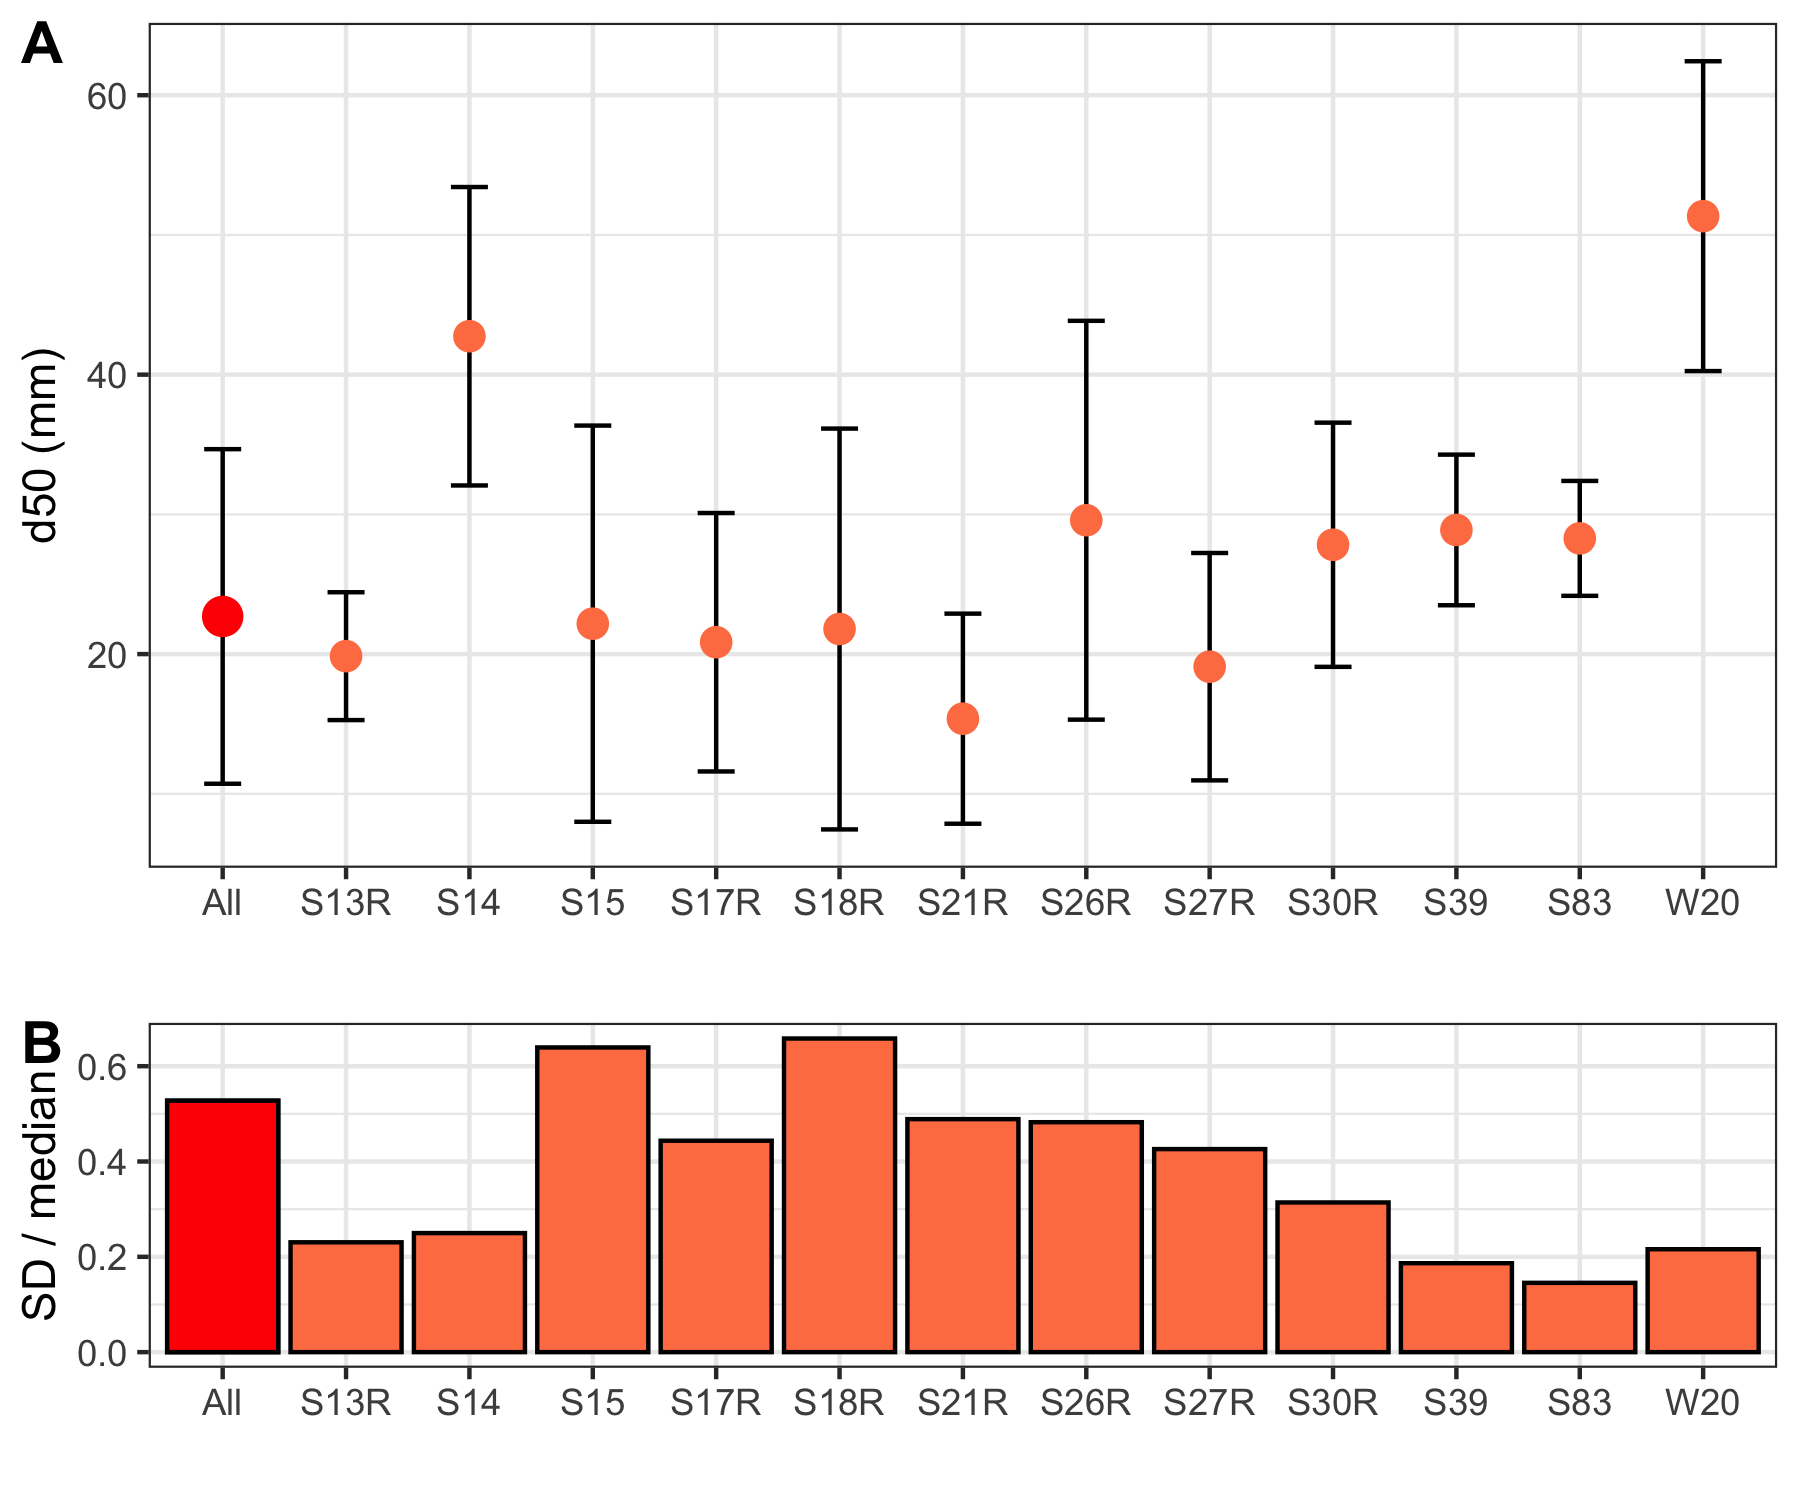 A
60
40
20
d50 (mm)
All S13R S14 S15 S17R S18R S21R S26R S27R S30R S39 S83 W20
B
0.6
0.4
0.2
0.0
SD / median
All S13R S14 S15 S17R S18R S21R S26R S27R S30R S39 S83 W20